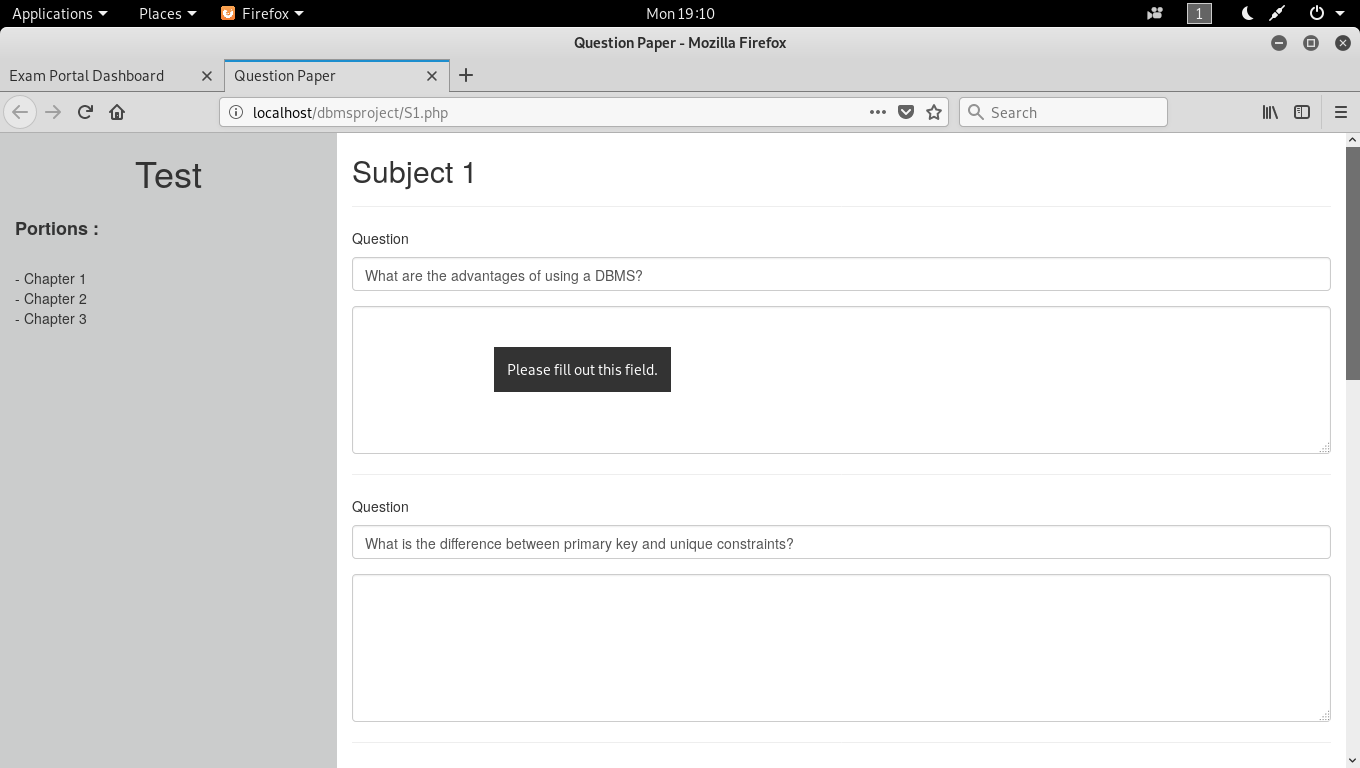 Applications Places Firefox Mon 19:10 1
Question Paper - Mozilla Firefox
Exam Portal Dashboard Question Paper
localhost/dbmsproject/S1.php Search
Test
Portions :
- Chapter 1
- Chapter 2
- Chapter 3
Subject 1
Question
What are the advantages of using a DBMS?
Please fill out this field.
Question
What is the difference between primary key and unique constraints?